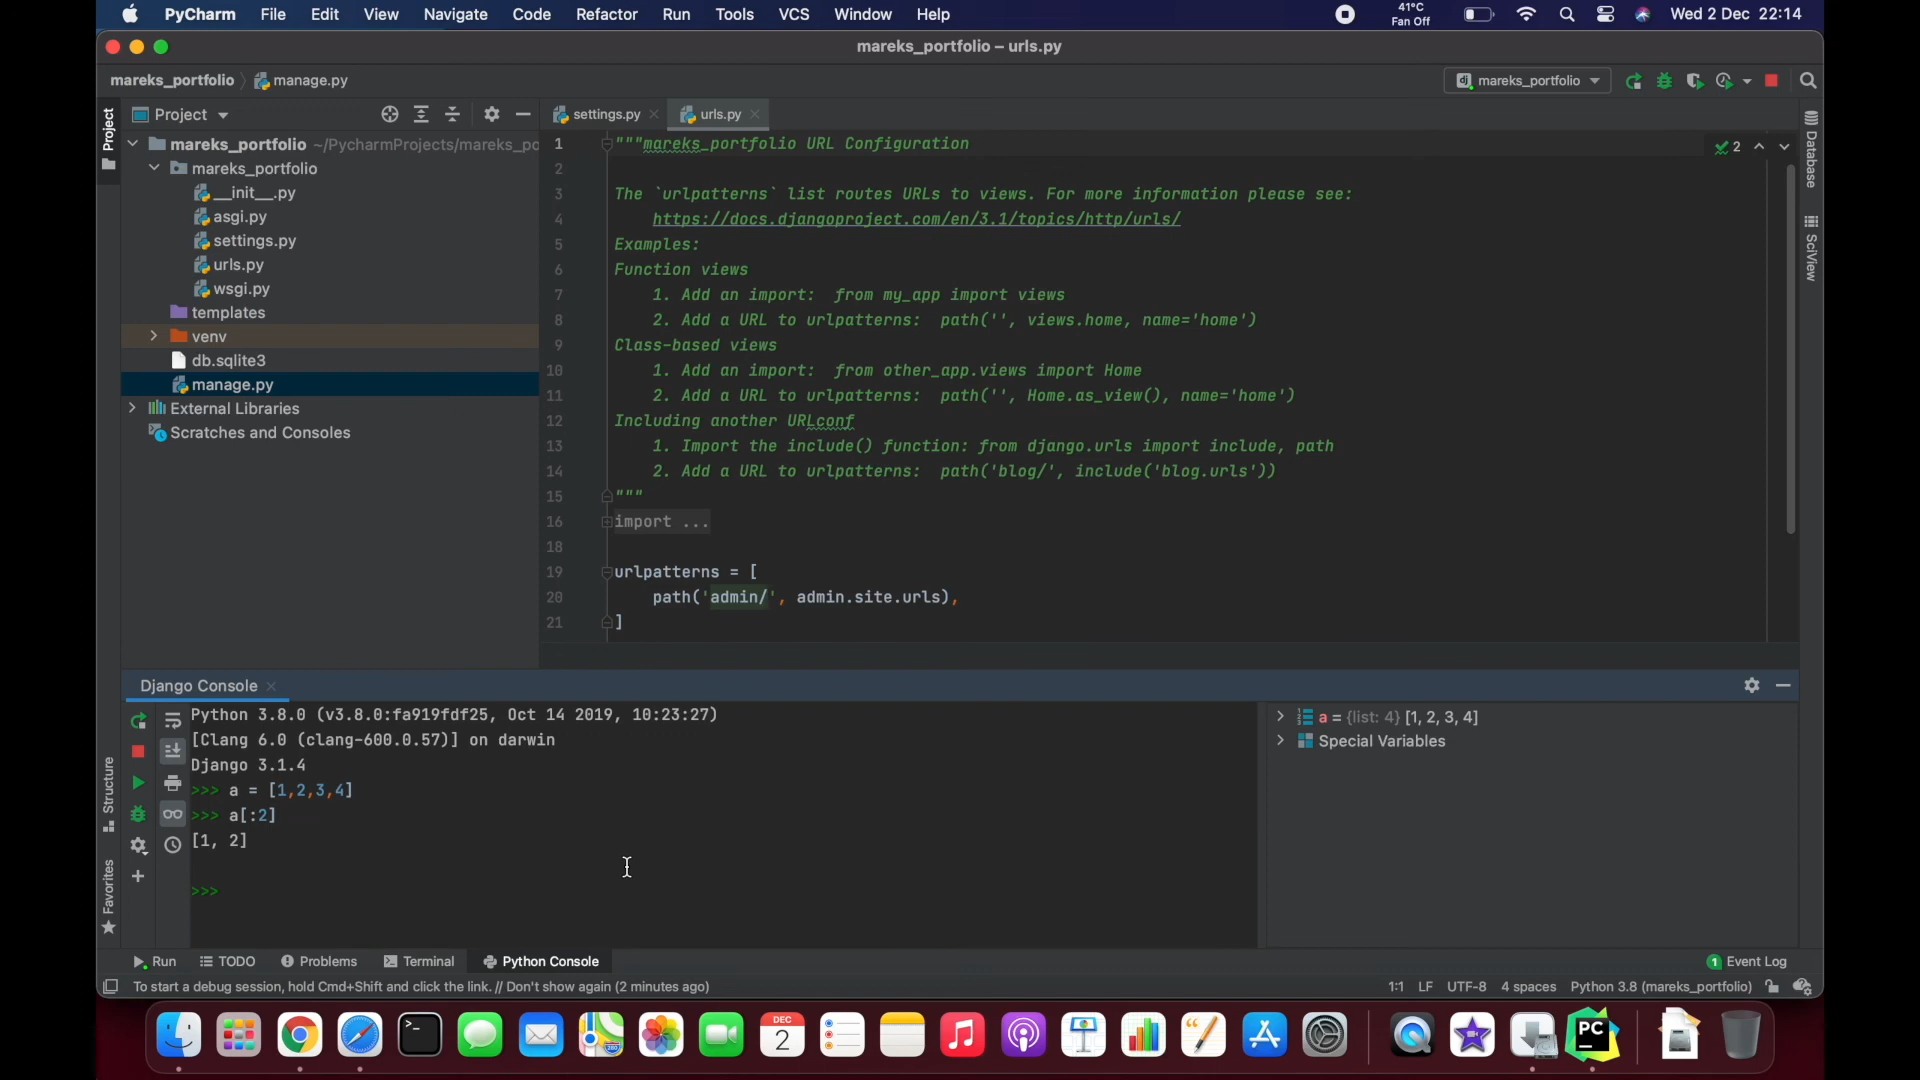 PyCharm File Edit View Navigate Code Refactor Run Tools VCS Window Help 41°C Fan Off Wed 2 Dec 22:14
mareks_portfolio – urls.py
mareks_portfolio manage.py mareks_portfolio
Project settings.py urls.py
Project
Structure
Favorites
Database
SciView
mareks_portfolio ~/PycharmProjects/mareks_po
mareks_portfolio
__init__.py
asgi.py
settings.py
urls.py
wsgi.py
templates
venv
db.sqlite3
manage.py
External Libraries
Scratches and Consoles
2
1 """mareks_portfolio URL Configuration
2
3 The `urlpatterns` list routes URLs to views. For more information please see:
4 https://docs.djangoproject.com/en/3.1/topics/http/urls/
5 Examples:
6 Function views
7 1. Add an import:  from my_app import views
8 2. Add a URL to urlpatterns:  path('', views.home, name='home')
9 Class-based views
10 1. Add an import:  from other_app.views import Home
11 2. Add a URL to urlpatterns:  path('', Home.as_view(), name='home')
12 Including another URLconf
13 1. Import the include() function: from django.urls import include, path
14 2. Add a URL to urlpatterns:  path('blog/', include('blog.urls'))
15 """
16 import ...
18
19 urlpatterns = [
20 path('admin/', admin.site.urls),
21 ]
Django Console
Python 3.8.0 (v3.8.0:fa919fdf25, Oct 14 2019, 10:23:27)
[Clang 6.0 (clang-600.0.57)] on darwin
Django 3.1.4
>>> a = [1,2,3,4]
>>> a[:2]
[1, 2]
>>>
a = {list: 4} [1, 2, 3, 4]
Special Variables
Run TODO Problems Terminal Python Console 1 Event Log
To start a debug session, hold Cmd+Shift and click the link. // Don't show again (2 minutes ago) 1:1 LF UTF-8 4 spaces Python 3.8 (mareks_portfolio)
DEC
2
PC